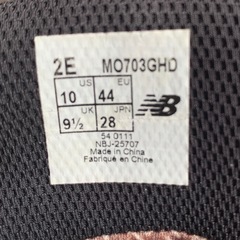 2E MO703GHD
US EU
10 44
UK JPN
9½ 28
54 0111
NBJ-25707
Made in China
Fabriqué en Chine
NB